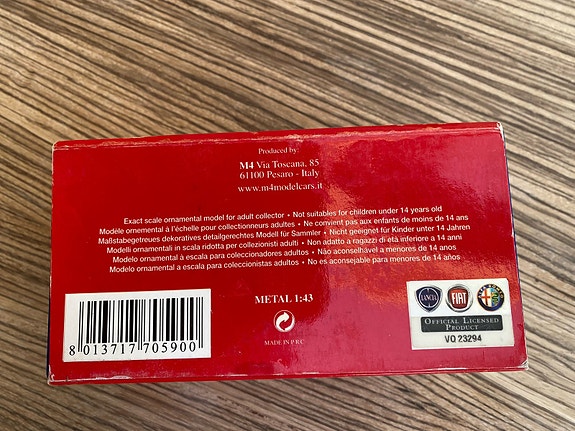 Produced by:
M4 Via Toscana, 85
61100 Pesaro - Italy
www.m4modelcars.it
Exact scale ornamental model for adult collector • Not suitables for children under 14 years old
Modèle ornamental à l'échelle pour collectionneurs adultes • Ne convient pas aux enfants de moins de 14 ans
Maßstabegetreues dekoratives detailgerechtes Modell für Sammler • Nicht geeignet für Kinder unter 14 Jahren
Modelli ornamentali in scala ridotta per collezionisti adulti • Non adatto a ragazzi di età inferiore a 14 anni
Modelo ornamental à escala para coleccionadores adultos • Não aconselhável a menores de 14 anos
Modelo ornamental a escala para coleccionistas adultos • No es aconsejable para menores de 14 años
METAL 1:43
MADE IN P.R.C
8 013717 705900
LANCIA FIAT
OFFICIAL LICENSED
PRODUCT
VO 23294